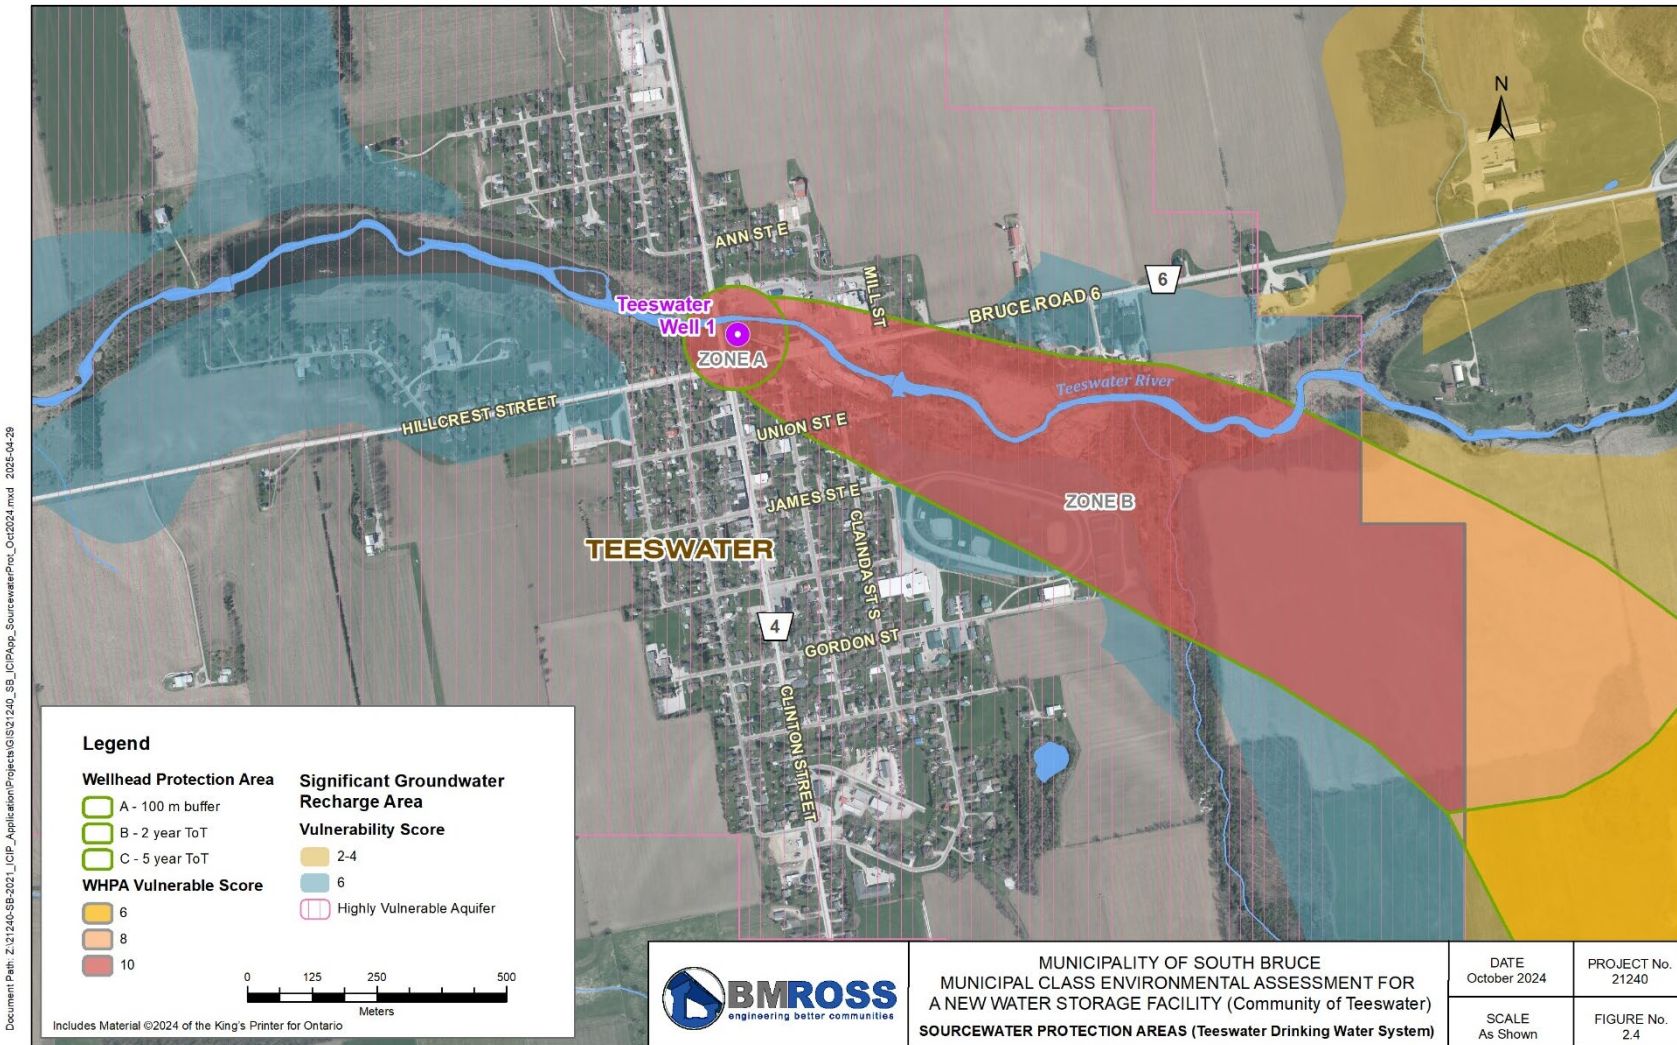 N
ANN ST E
MILL ST
6
BRUCE ROAD 6
Teeswater
Well 1
ZONE A
Teeswater River
HILLCREST STREET
UNION ST E
JAMES ST E
ZONE B
CLAINDA ST S
TEESWATER
4
GORDON ST
CLINTON STREET
Legend
Wellhead Protection Area
A - 100 m buffer
B - 2 year ToT
C - 5 year ToT
WHPA Vulnerable Score
6
8
10
Significant Groundwater
Recharge Area
Vulnerability Score
2-4
6
Highly Vulnerable Aquifer
0 125 250 500
Meters
Includes Material ©2024 of the King's Printer for Ontario
BMROSS
engineering better communities
MUNICIPALITY OF SOUTH BRUCE
MUNICIPAL CLASS ENVIRONMENTAL ASSESSMENT FOR
A NEW WATER STORAGE FACILITY (Community of Teeswater)
SOURCEWATER PROTECTION AREAS (Teeswater Drinking Water System)
DATE
October 2024
PROJECT No.
21240
SCALE
As Shown
FIGURE No.
2.4
Document Path: Z:\21240-SB-2021_ICIP_Application\Projects\GIS\21240_SB_ICIPApp_SourcewaterProt_Oct2024.mxd 2025-04-29